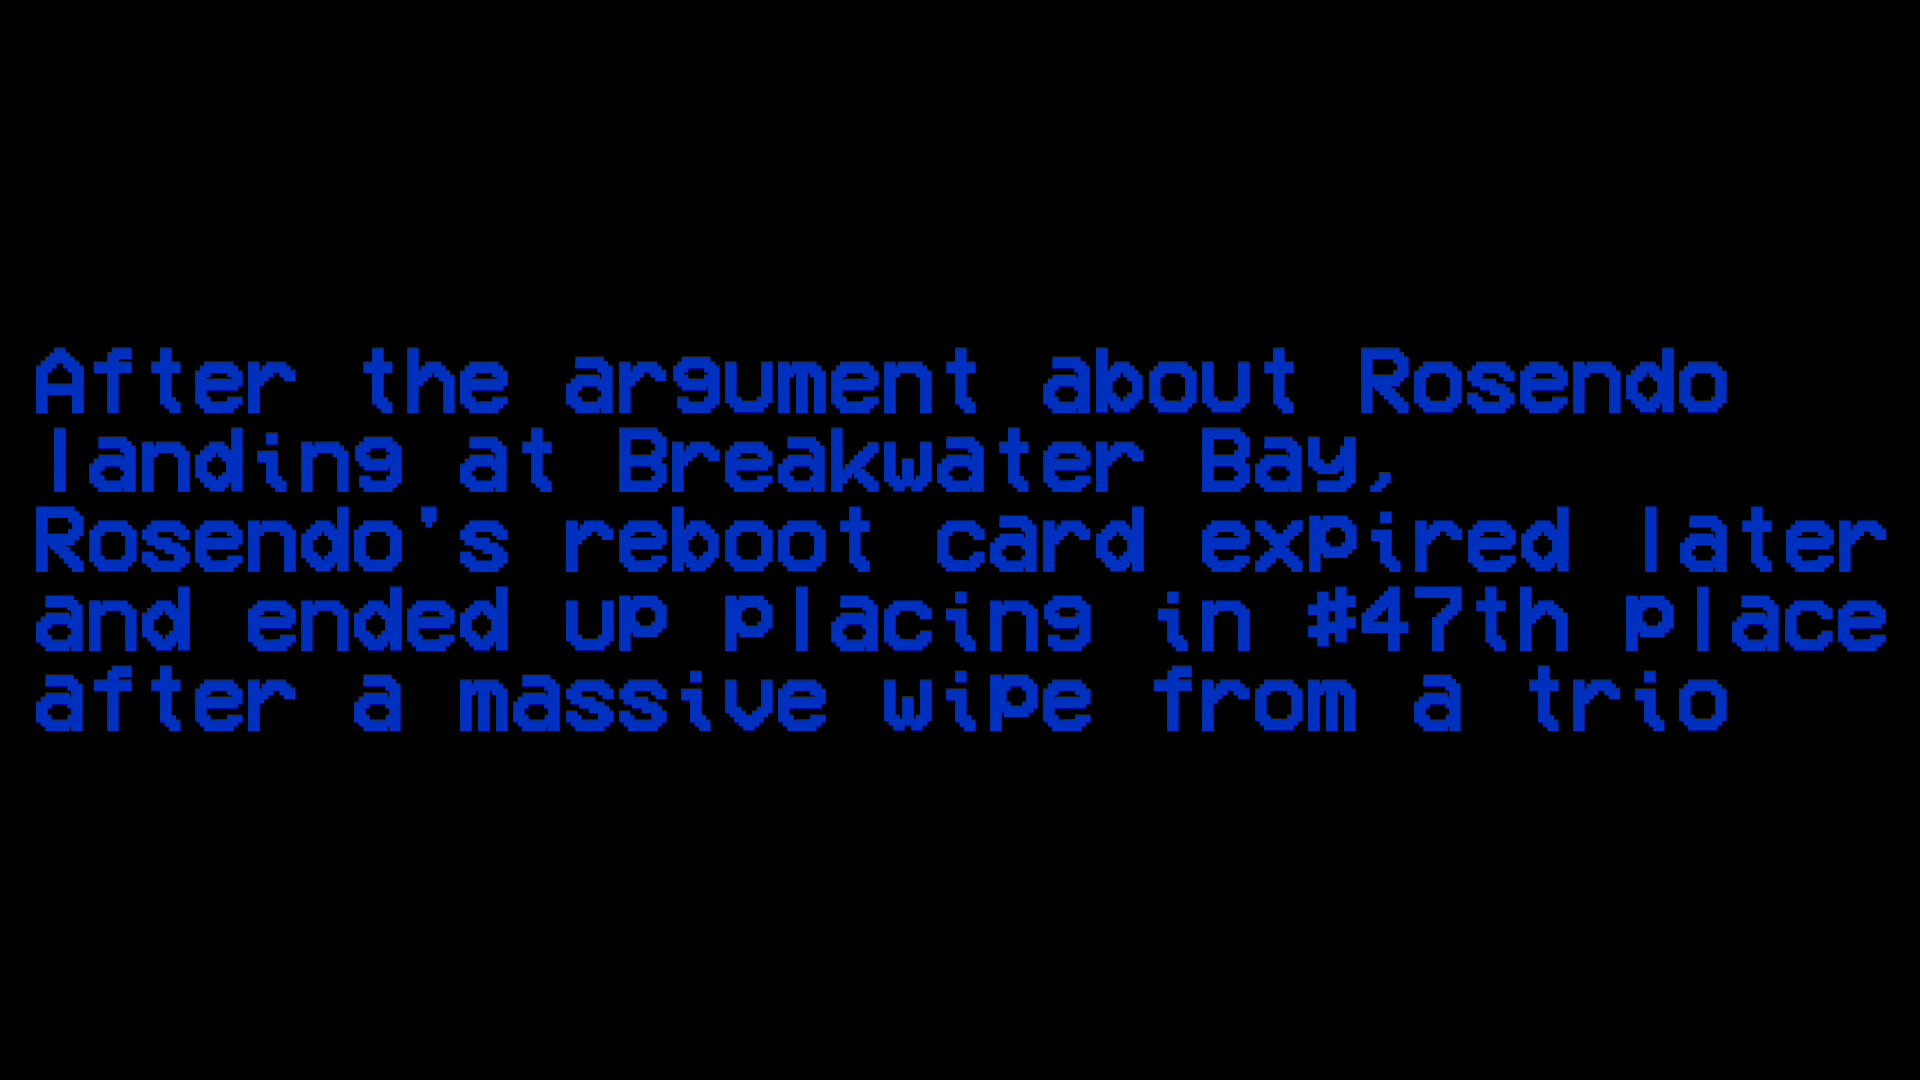 After the argument about Rosendo
landing at Breakwater Bay,
Rosendo's reboot card expired later
and ended up placing in #47th place
after a massive wipe from a trio